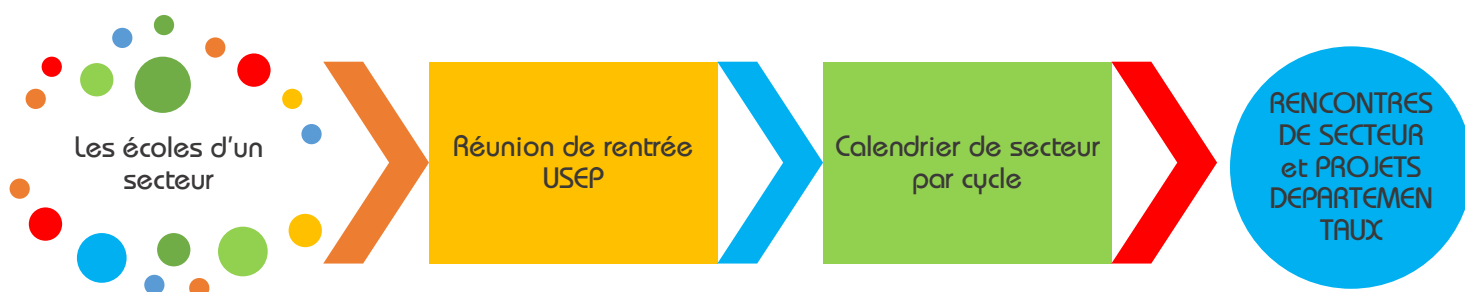 Les écoles d'un
secteur
Réunion de rentrée
USEP
Calendrier de secteur
par cycle
RENCONTRES
DE SECTEUR
et PROJETS
DEPARTEMEN
TAUX